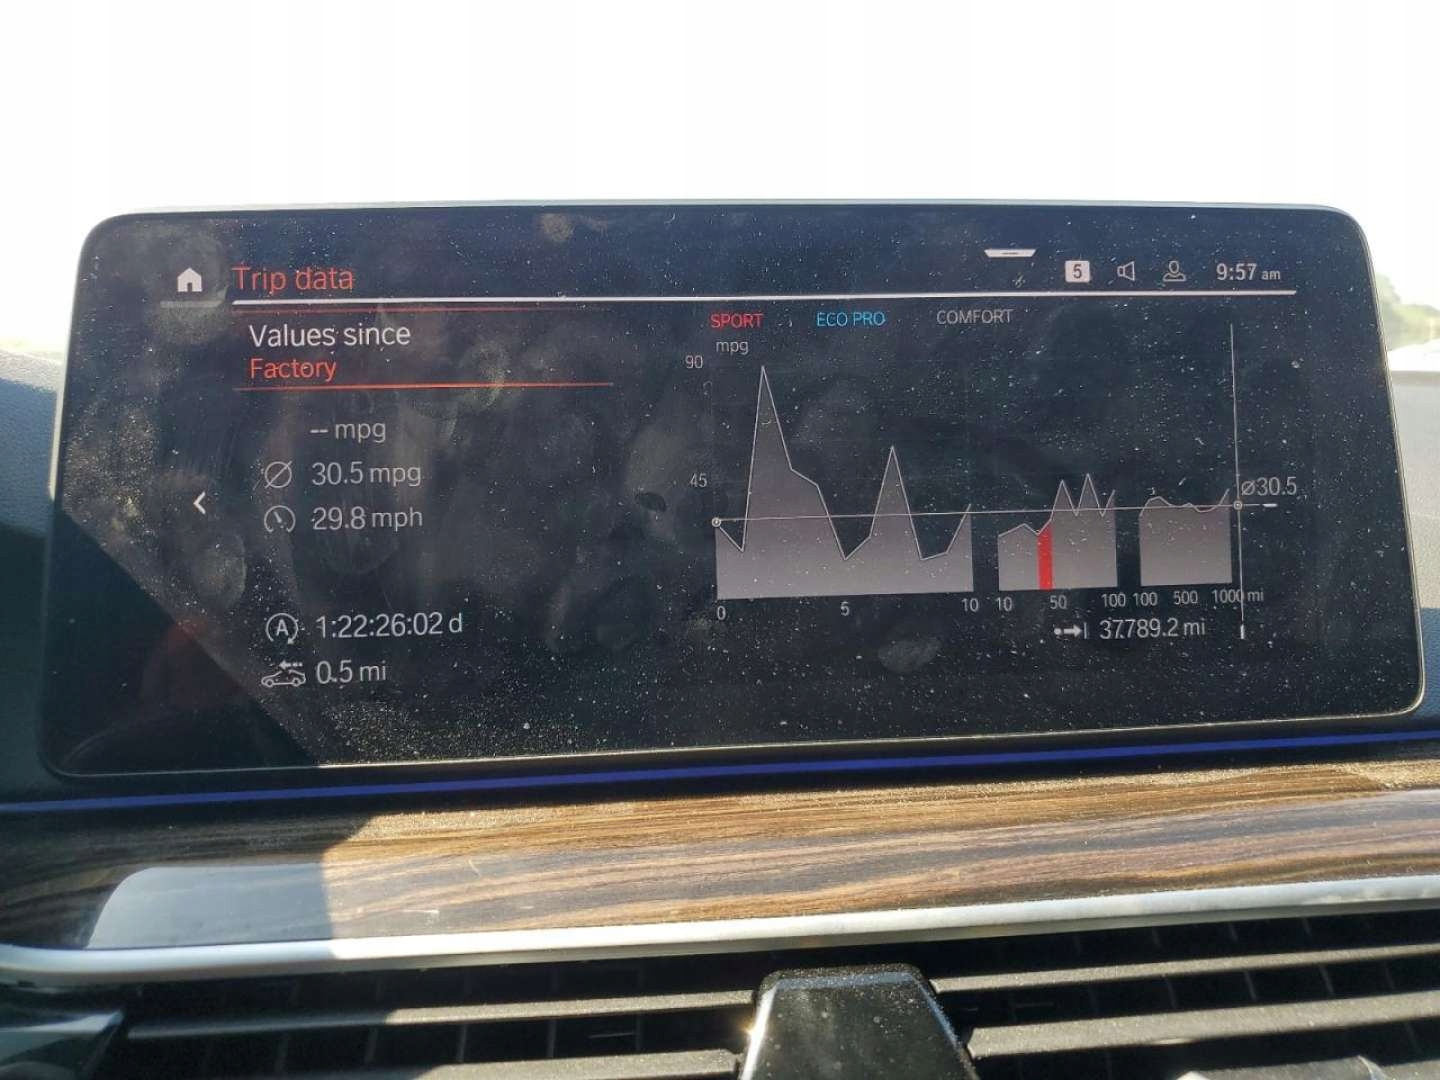 Trip data
5
9:57 am
Values since
Factory
-- mpg
30.5 mpg
29.8 mph
A 1:22:26:02 d
0.5 mi
SPORT ECO PRO COMFORT
mpg
90
45
ø30.5
0 5 10 10 50 100 100 500 1000 mi
37789.2 mi